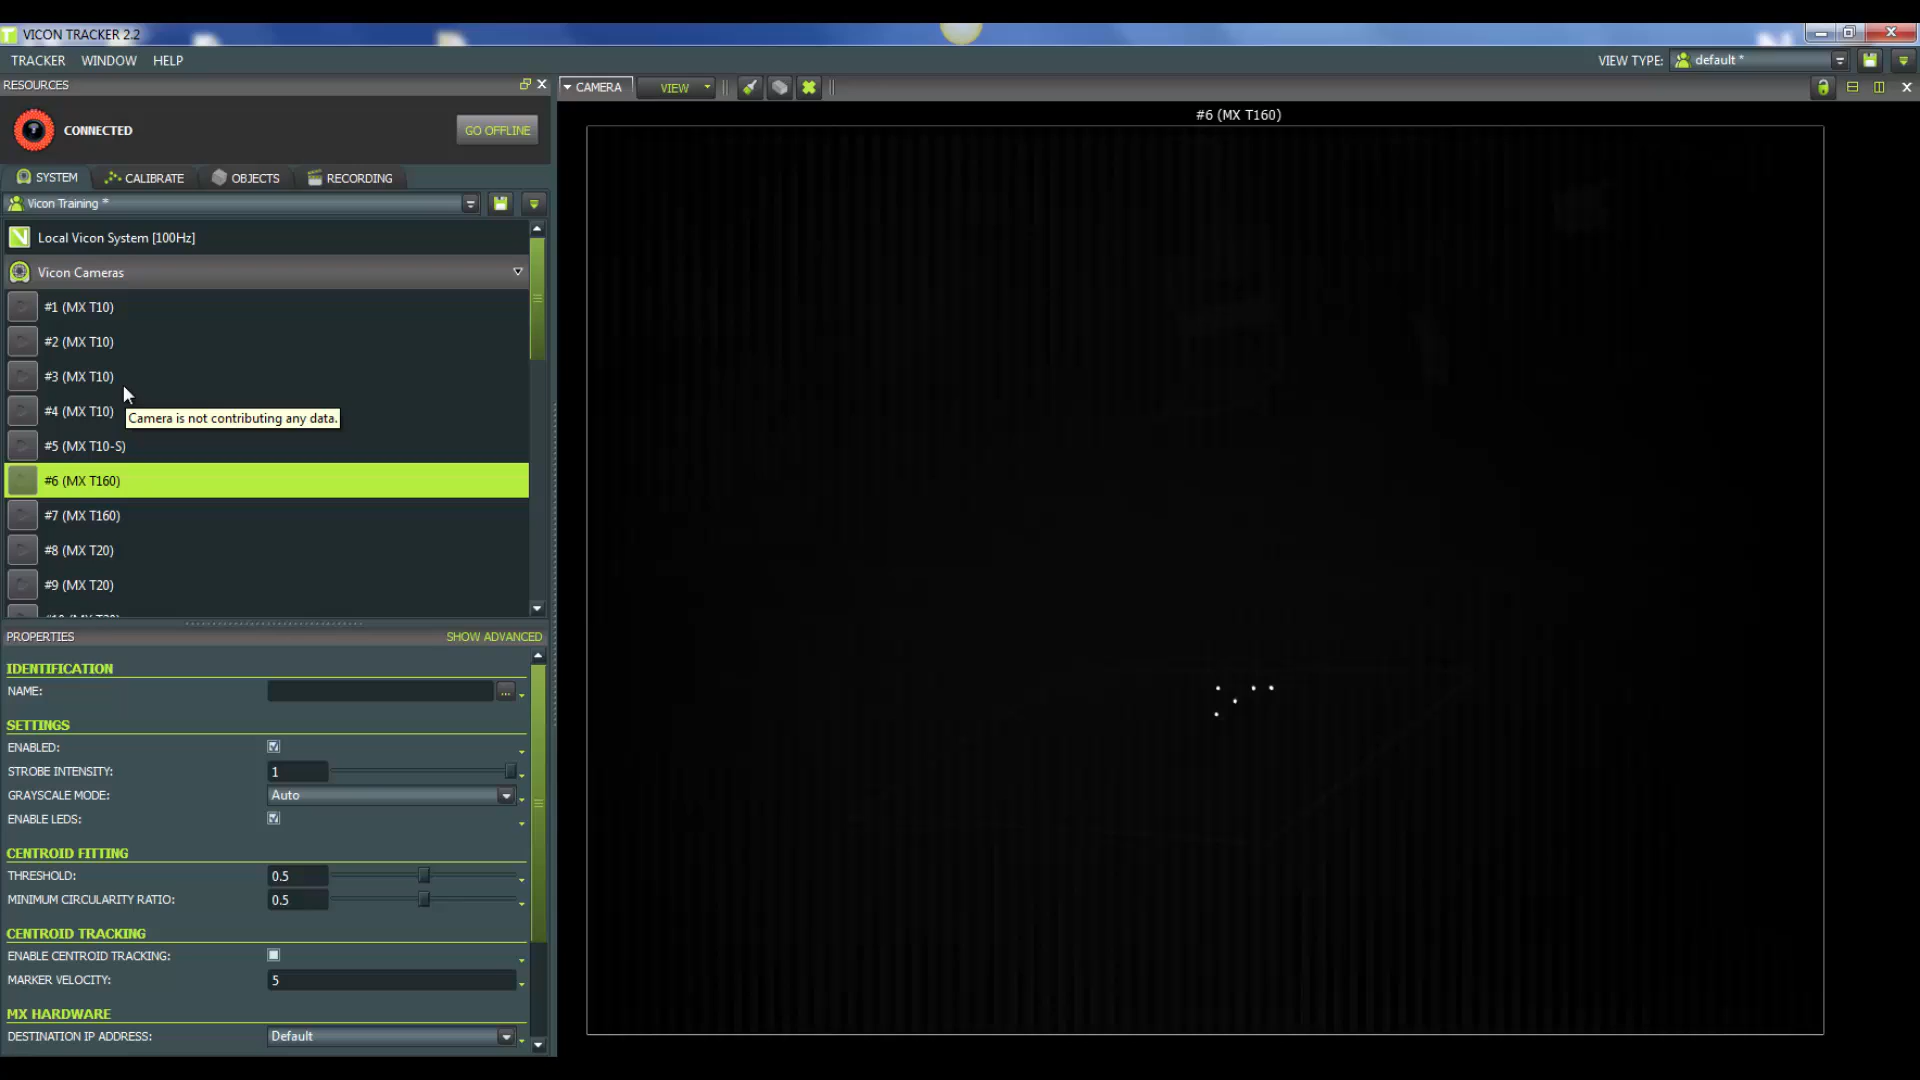 VICON TRACKER 2.2
TRACKER WINDOW HELP
VIEW TYPE: default *
RESOURCES
CAMERA VIEW
#6 (MX T160)
CONNECTED
GO OFFLINE
SYSTEM CALIBRATE OBJECTS RECORDING
Vicon Training *
Local Vicon System [100Hz]
Vicon Cameras
#1 (MX T10)
#2 (MX T10)
#3 (MX T10)
#4 (MX T10)
Camera is not contributing any data.
#5 (MX T10-S)
#6 (MX T160)
#7 (MX T160)
#8 (MX T20)
#9 (MX T20)
PROPERTIES SHOW ADVANCED
IDENTIFICATION
NAME: ...
SETTINGS
ENABLED:
STROBE INTENSITY: 1
GRAYSCALE MODE: Auto
ENABLE LEDS:
CENTROID FITTING
THRESHOLD: 0.5
MINIMUM CIRCULARITY RATIO: 0.5
CENTROID TRACKING
ENABLE CENTROID TRACKING:
MARKER VELOCITY: 5
MX HARDWARE
DESTINATION IP ADDRESS: Default